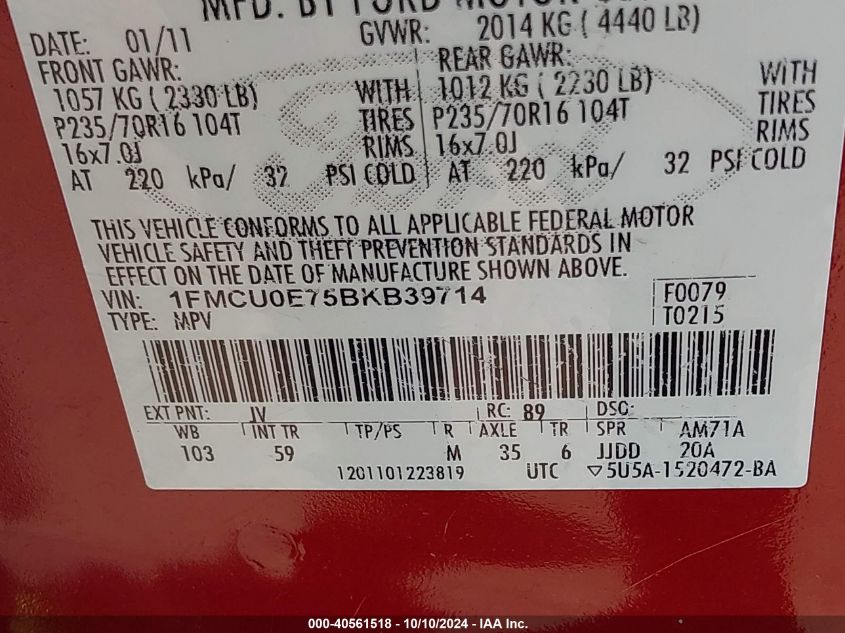 MFD. BY FORD MOTOR
DATE: 01/11 GVWR: 2014 KG ( 4440 LB)
FRONT GAWR: REAR GAWR:
1057 KG ( 2330 LB) WITH 1012 KG ( 2230 LB) WITH
P235/70R16 104T TIRES P235/70R16 104T TIRES
16x7.0J RIMS 16x7.0J RIMS
AT 220 kPa/ 32 PSI COLD AT 220 kPa/ 32 PSI COLD
THIS VEHICLE CONFORMS TO ALL APPLICABLE FEDERAL MOTOR
VEHICLE SAFETY AND THEFT PREVENTION STANDARDS IN
EFFECT ON THE DATE OF MANUFACTURE SHOWN ABOVE.
VIN: 1FMCU0E75BKB39714 F0079
TYPE: MPV T0215
EXT PNT: JV RC: 89 DSO:
WB INT TR TP/PS R AXLE TR SPR AM71A
103 59 M 35 6 JJDD 20A
1201101223819 UTC ▽5U5A-1520472-BA
000-40561518 - 10/10/2024 - IAA Inc.